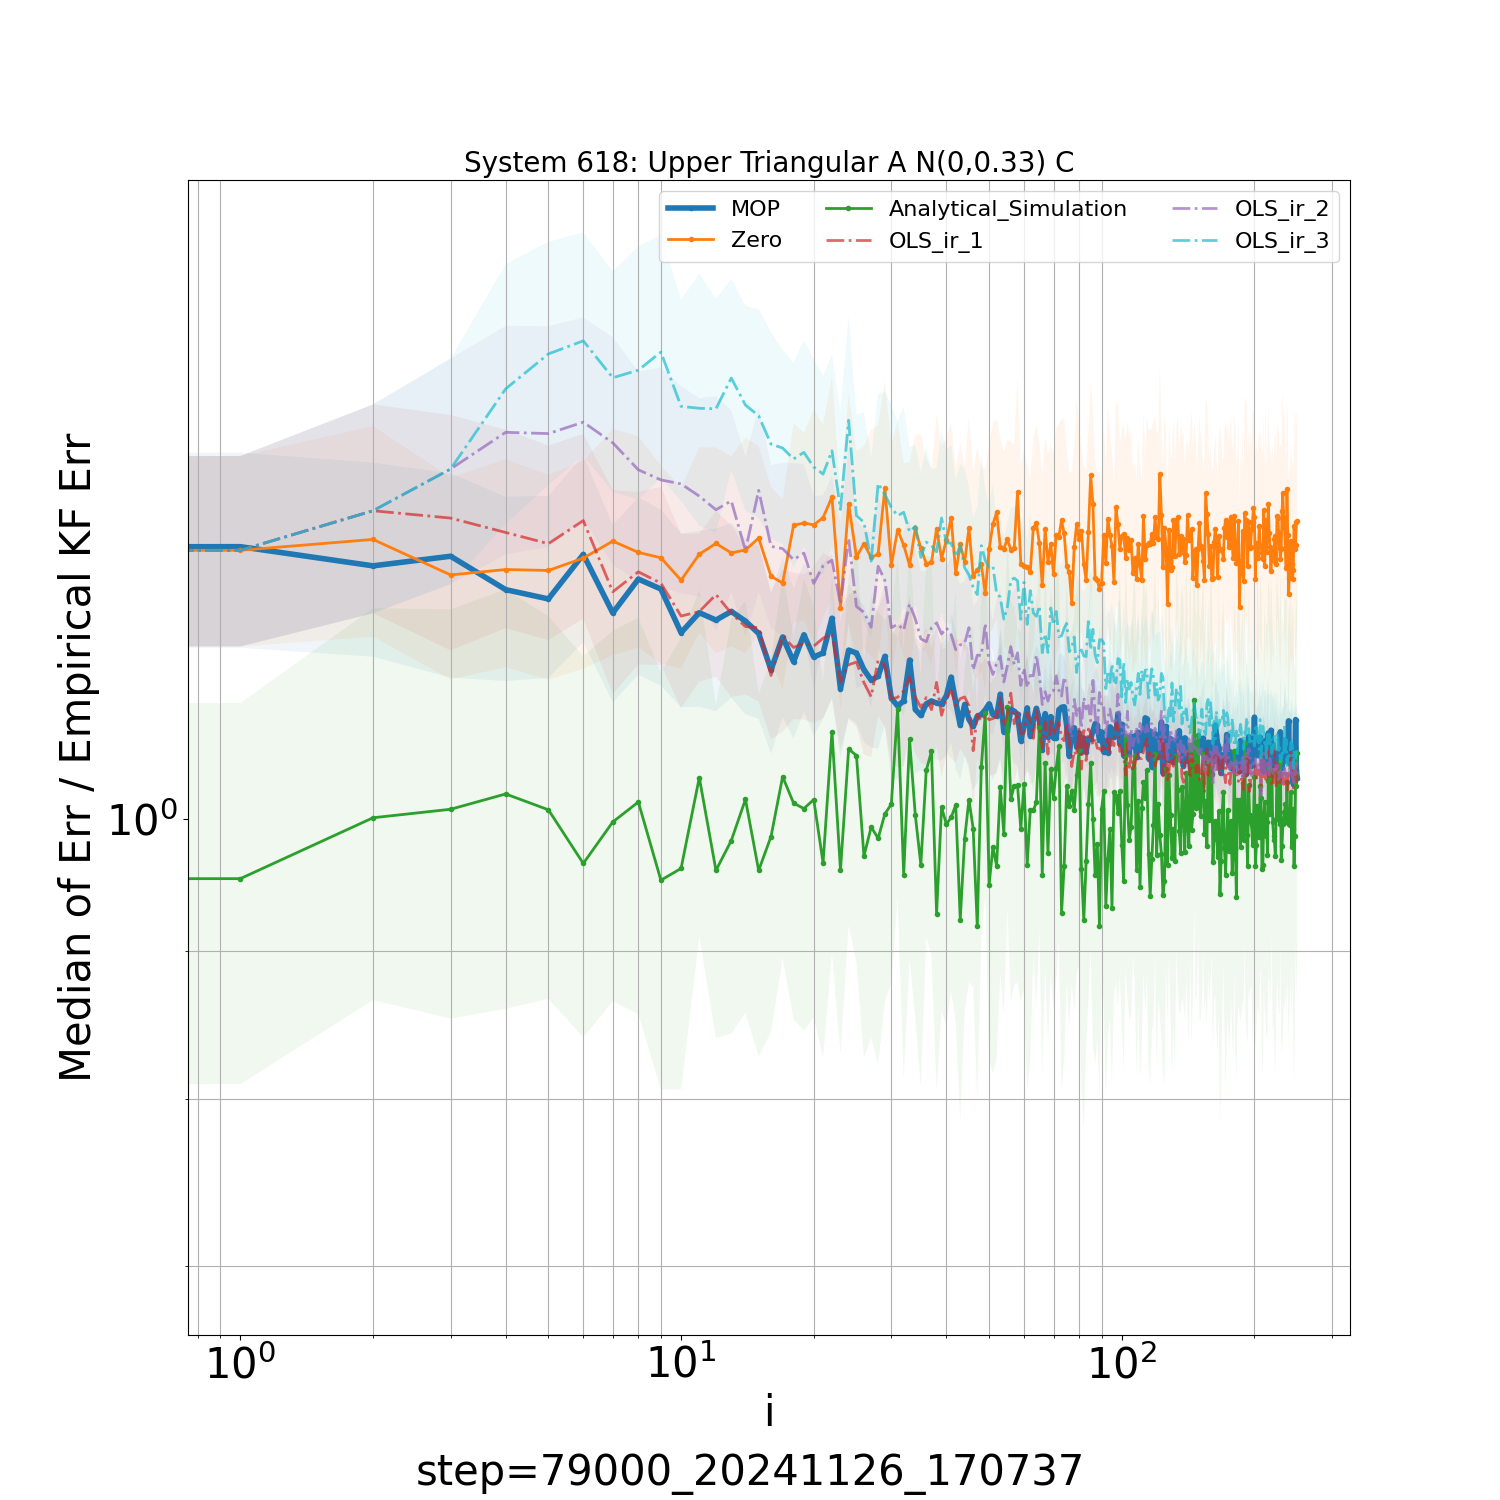 System 618: Upper Triangular A N(0,0.33) C
MOP
Zero
Analytical_Simulation
OLS_ir_1
OLS_ir_2
OLS_ir_3
Median of Err / Empirical KF Err
10⁰
10⁰ 10¹ 10²
i
step=79000_20241126_170737